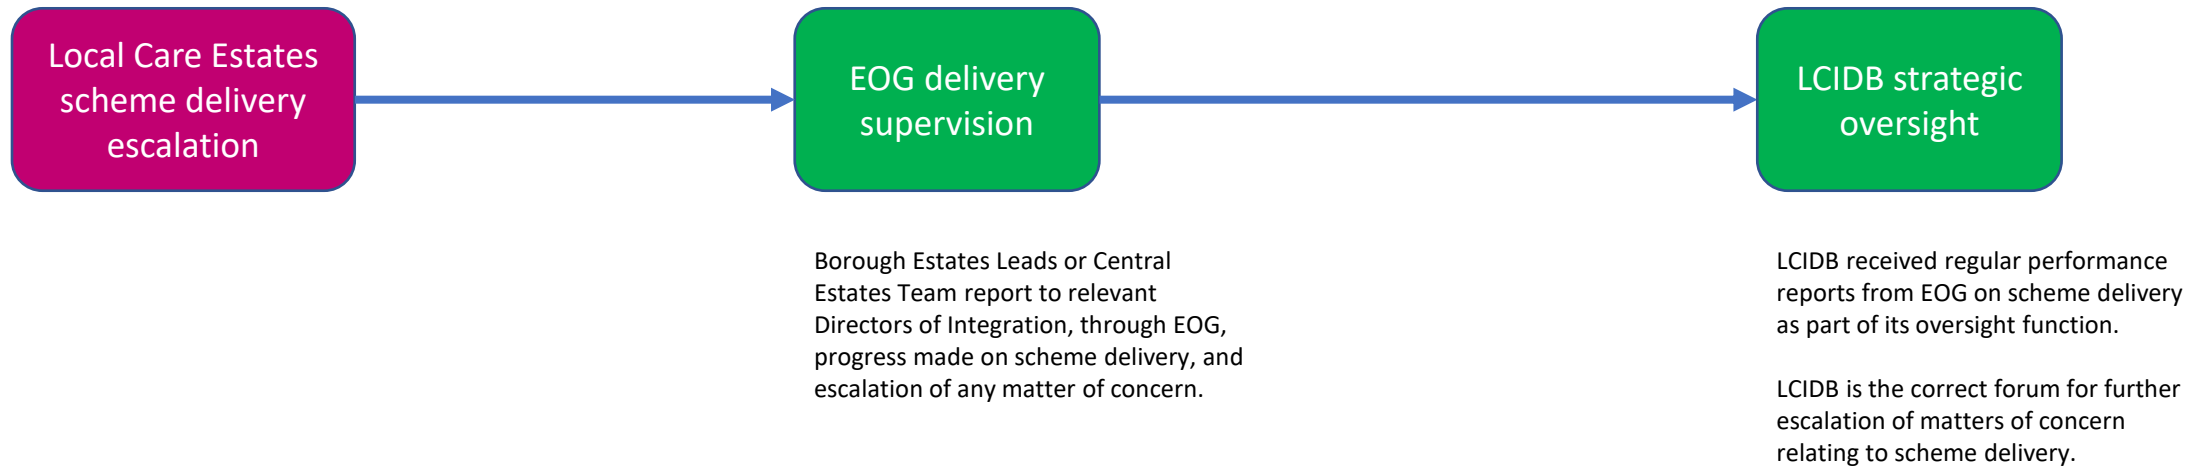 Local Care Estates
scheme delivery
escalation
EOG delivery
supervision
LCIDB strategic
oversight
Borough Estates Leads or Central
Estates Team report to relevant
Directors of Integration, through EOG,
progress made on scheme delivery, and
escalation of any matter of concern.
LCIDB received regular performance
reports from EOG on scheme delivery
as part of its oversight function.
LCIDB is the correct forum for further
escalation of matters of concern
relating to scheme delivery.